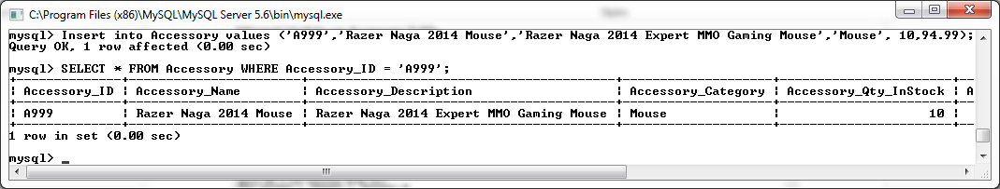 C:\Program Files (x86)\MySQL\MySQL Server 5.6\bin\mysql.exe
mysql> Insert into Accessory values ('A999','Razer Naga 2014 Mouse','Razer Naga 2014 Expert MMO Gaming Mouse','Mouse', 10,94.99);
Query OK, 1 row affected (0.00 sec)
mysql> SELECT * FROM Accessory WHERE Accessory_ID = 'A999';
+--------------+-----------------------+-----------------------------------------+--------------------+-----------------------+--
| Accessory_ID | Accessory_Name | Accessory_Description | Accessory_Category | Accessory_Qty_InStock | A
+--------------+-----------------------+-----------------------------------------+--------------------+-----------------------+--
| A999 | Razer Naga 2014 Mouse | Razer Naga 2014 Expert MMO Gaming Mouse | Mouse | 10 |
+--------------+-----------------------+-----------------------------------------+--------------------+-----------------------+--
1 row in set (0.00 sec)
mysql> _